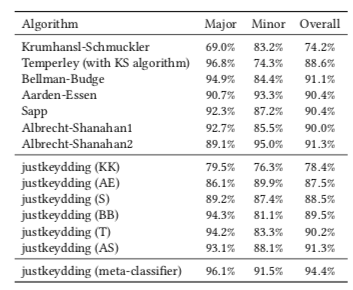 Algorithm Major Minor Overall
Krumhansl-Schmuckler 69.0% 83.2% 74.2%
Temperley (with KS algorithm) 96.8% 74.3% 88.6%
Bellman-Budge 94.9% 84.4% 91.1%
Aarden-Essen 90.7% 93.3% 90.4%
Sapp 92.3% 87.2% 90.4%
Albrecht-Shanahan1 92.7% 85.5% 90.0%
Albrecht-Shanahan2 89.1% 95.0% 91.3%
justkeydding (KK) 79.5% 76.3% 78.4%
justkeydding (AE) 86.1% 89.9% 87.5%
justkeydding (S) 89.2% 87.4% 88.5%
justkeydding (BB) 94.3% 81.1% 89.5%
justkeydding (T) 94.2% 83.3% 90.2%
justkeydding (AS) 93.1% 88.1% 91.3%
justkeydding (meta-classifier) 96.1% 91.5% 94.4%